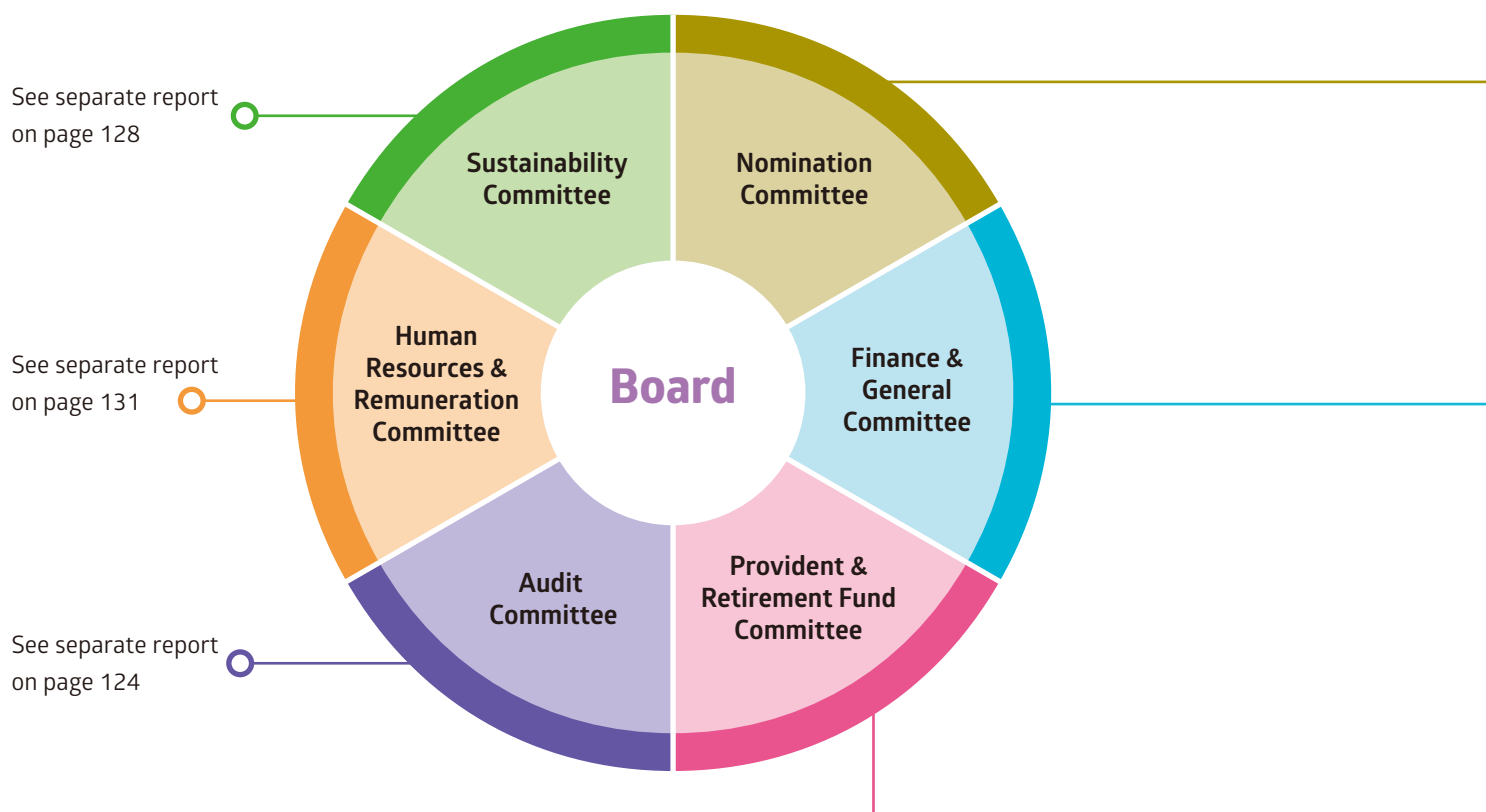 See separate report
on page 128
Sustainability
Committee
Nomination
Committee
See separate report
on page 131
Human
Resources &
Remuneration
Committee
Board
Finance &
General
Committee
See separate report
on page 124
Audit
Committee
Provident &
Retirement Fund
Committee